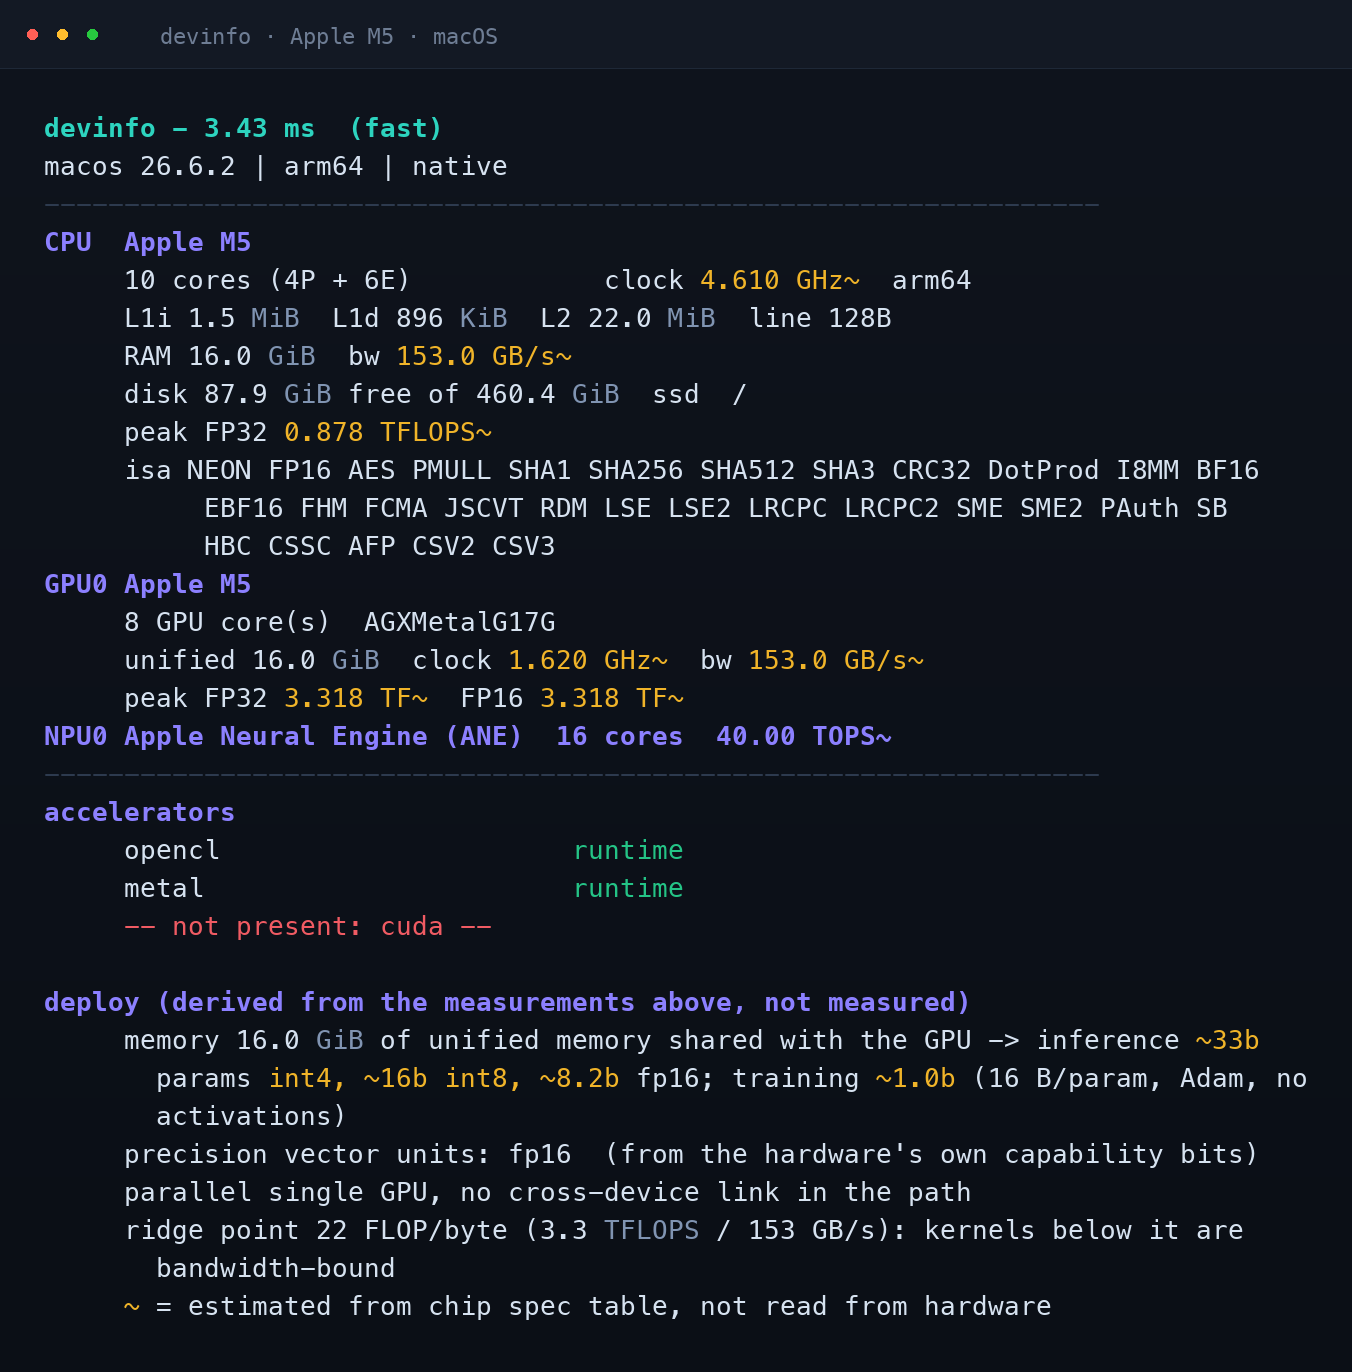 devinfo · Apple M5 · macOS
devinfo – 3.43 ms  (fast)
macos 26.6.2 | arm64 | native
CPU  Apple M5
10 cores (4P + 6E)            clock 4.610 GHz~  arm64
L1i 1.5 MiB  L1d 896 KiB  L2 22.0 MiB  line 128B
RAM 16.0 GiB  bw 153.0 GB/s~
disk 87.9 GiB free of 460.4 GiB  ssd  /
peak FP32 0.878 TFLOPS~
isa NEON FP16 AES PMULL SHA1 SHA256 SHA512 SHA3 CRC32 DotProd I8MM BF16
EBF16 FHM FCMA JSCVT RDM LSE LSE2 LRCPC LRCPC2 SME SME2 PAuth SB
HBC CSSC AFP CSV2 CSV3
GPU0 Apple M5
8 GPU core(s)  AGXMetalG17G
unified 16.0 GiB  clock 1.620 GHz~  bw 153.0 GB/s~
peak FP32 3.318 TF~  FP16 3.318 TF~
NPU0 Apple Neural Engine (ANE)  16 cores  40.00 TOPS~
accelerators
opencl                      runtime
metal                       runtime
–– not present: cuda ––
deploy (derived from the measurements above, not measured)
memory 16.0 GiB of unified memory shared with the GPU –> inference ~33b
params int4, ~16b int8, ~8.2b fp16; training ~1.0b (16 B/param, Adam, no
activations)
precision vector units: fp16  (from the hardware's own capability bits)
parallel single GPU, no cross–device link in the path
ridge point 22 FLOP/byte (3.3 TFLOPS / 153 GB/s): kernels below it are
bandwidth–bound
~ = estimated from chip spec table, not read from hardware